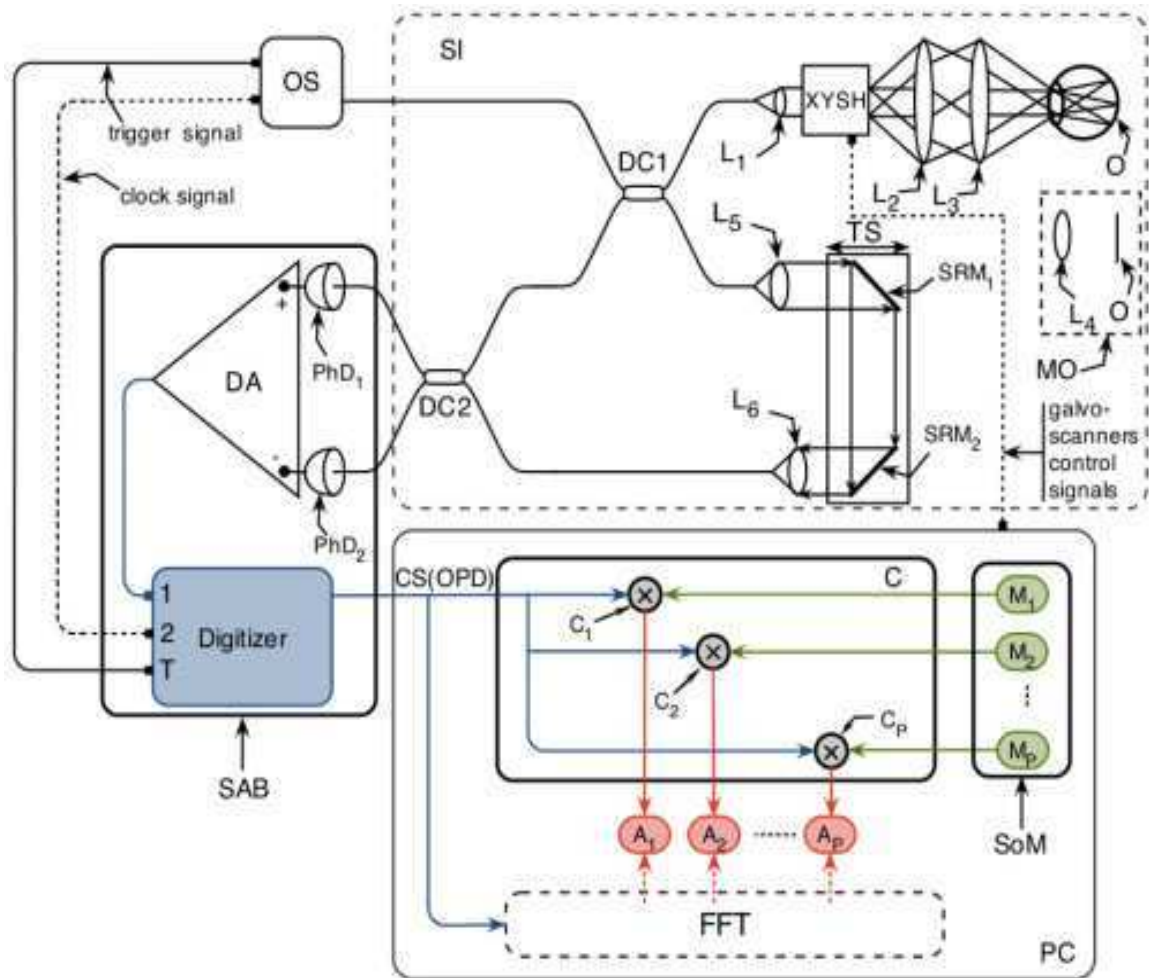 SI
OS
XYSH
trigger signal
DC1
L1
O
L2
L3
clock signal
L5
TS
SRM1
L4
O
+
PhD1
MO
DA
DC2
L6
SRM2
galvo-
scanners
control
signals
-
PhD2
CS(OPD)
C
1
M1
C1
2
Digitizer
M2
T
C2
CP
MP
SAB
A1
A2
AP
SoM
FFT
PC